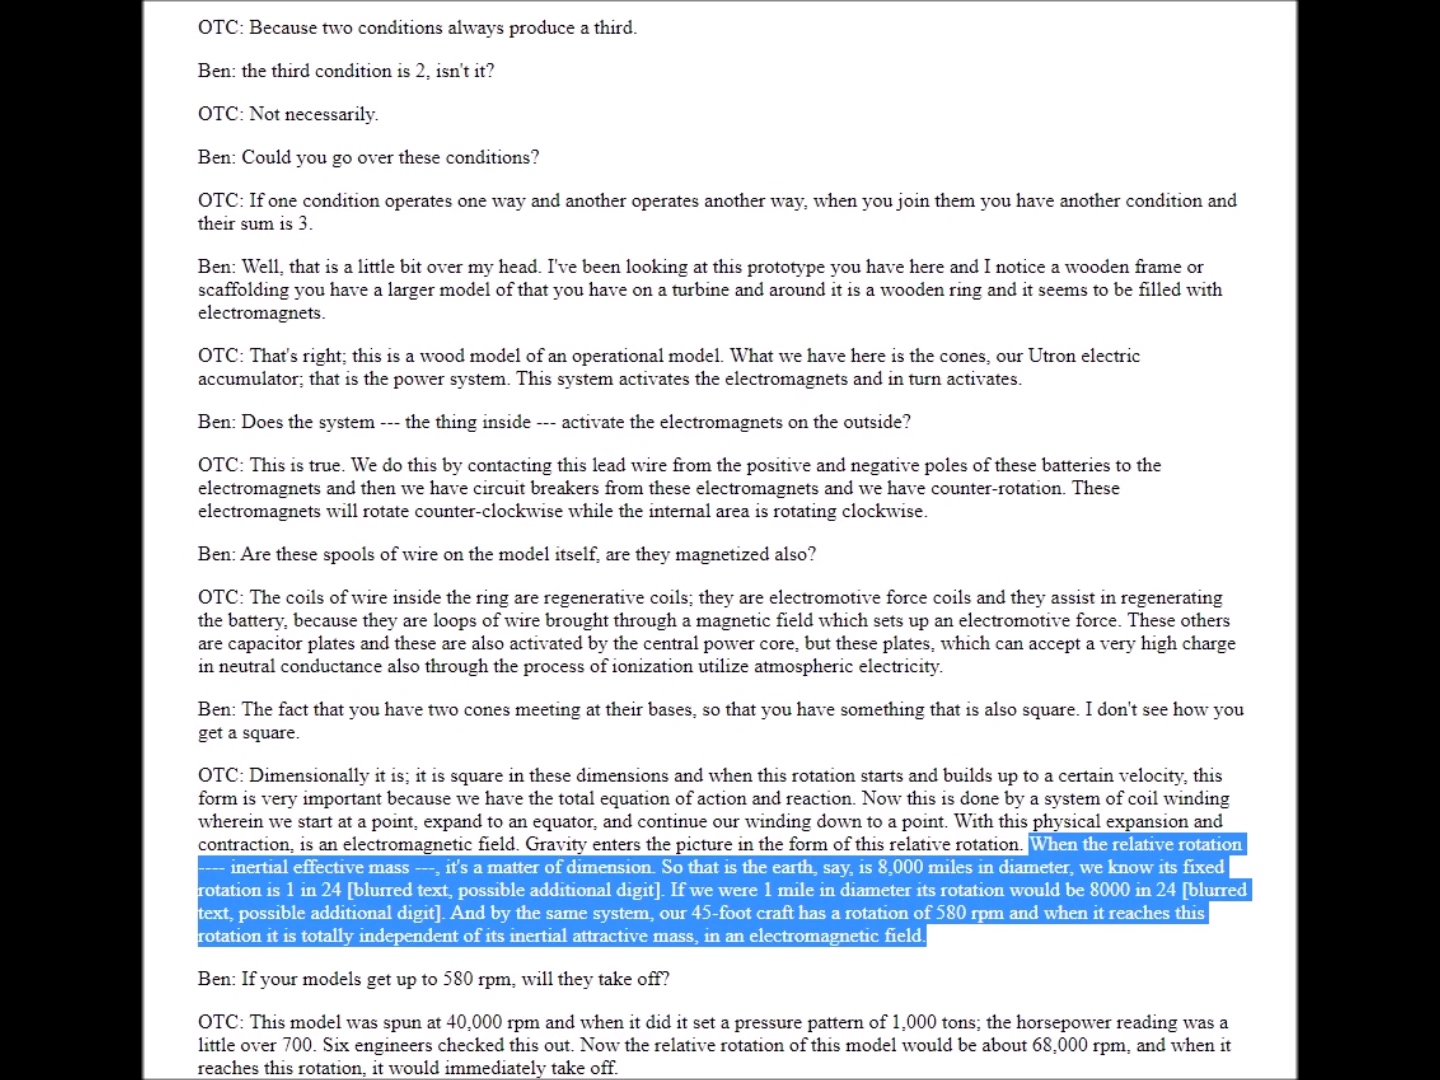 OTC: Because two conditions always produce a third.
Ben: the third condition is 2, isn't it?
OTC: Not necessarily.
Ben: Could you go over these conditions?
OTC: If one condition operates one way and another operates another way, when you join them you have another condition and
their sum is 3.
Ben: Well, that is a little bit over my head. I've been looking at this prototype you have here and I notice a wooden frame or
scaffolding you have a larger model of that you have on a turbine and around it is a wooden ring and it seems to be filled with
electromagnets.
OTC: That's right; this is a wood model of an operational model. What we have here is the cones, our Utron electric
accumulator; that is the power system. This system activates the electromagnets and in turn activates.
Ben: Does the system --- the thing inside --- activate the electromagnets on the outside?
OTC: This is true. We do this by contacting this lead wire from the positive and negative poles of these batteries to the
electromagnets and then we have circuit breakers from these electromagnets and we have counter-rotation. These
electromagnets will rotate counter-clockwise while the internal area is rotating clockwise.
Ben: Are these spools of wire on the model itself, are they magnetized also?
OTC: The coils of wire inside the ring are regenerative coils; they are electromotive force coils and they assist in regenerating
the battery, because they are loops of wire brought through a magnetic field which sets up an electromotive force. These others
are capacitor plates and these are also activated by the central power core, but these plates, which can accept a very high charge
in neutral conductance also through the process of ionization utilize atmospheric electricity.
Ben: The fact that you have two cones meeting at their bases, so that you have something that is also square. I don't see how you
get a square.
OTC: Dimensionally it is; it is square in these dimensions and when this rotation starts and builds up to a certain velocity, this
form is very important because we have the total equation of action and reaction. Now this is done by a system of coil winding
wherein we start at a point, expand to an equator, and continue our winding down to a point. With this physical expansion and
contraction, is an electromagnetic field. Gravity enters the picture in the form of this relative rotation. When the relative rotation
---- inertial effective mass ---, it's a matter of dimension. So that is the earth, say, is 8,000 miles in diameter, we know its fixed
rotation is 1 in 24 [blurred text, possible additional digit]. If we were 1 mile in diameter its rotation would be 8000 in 24 [blurred
text, possible additional digit]. And by the same system, our 45-foot craft has a rotation of 580 rpm and when it reaches this
rotation it is totally independent of its inertial attractive mass, in an electromagnetic field.
Ben: If your models get up to 580 rpm, will they take off?
OTC: This model was spun at 40,000 rpm and when it did it set a pressure pattern of 1,000 tons; the horsepower reading was a
little over 700. Six engineers checked this out. Now the relative rotation of this model would be about 68,000 rpm, and when it
reaches this rotation, it would immediately take off.